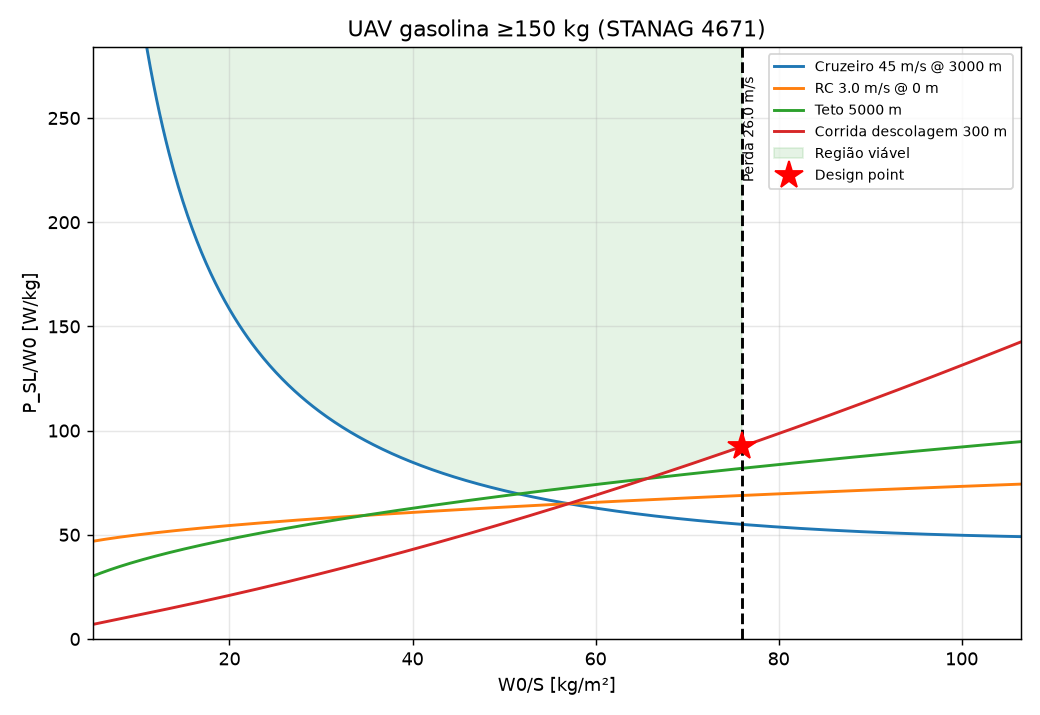 UAV gasolina ≥150 kg (STANAG 4671)
P_SL/W0 [W/kg]
250
200
150
100
50
0
20
40
60
80
100
W0/S [kg/m²]
Perda 26.0 m/s
Cruzeiro 45 m/s @ 3000 m
RC 3.0 m/s @ 0 m
Teto 5000 m
Corrida descolagem 300 m
Região viável
Design point